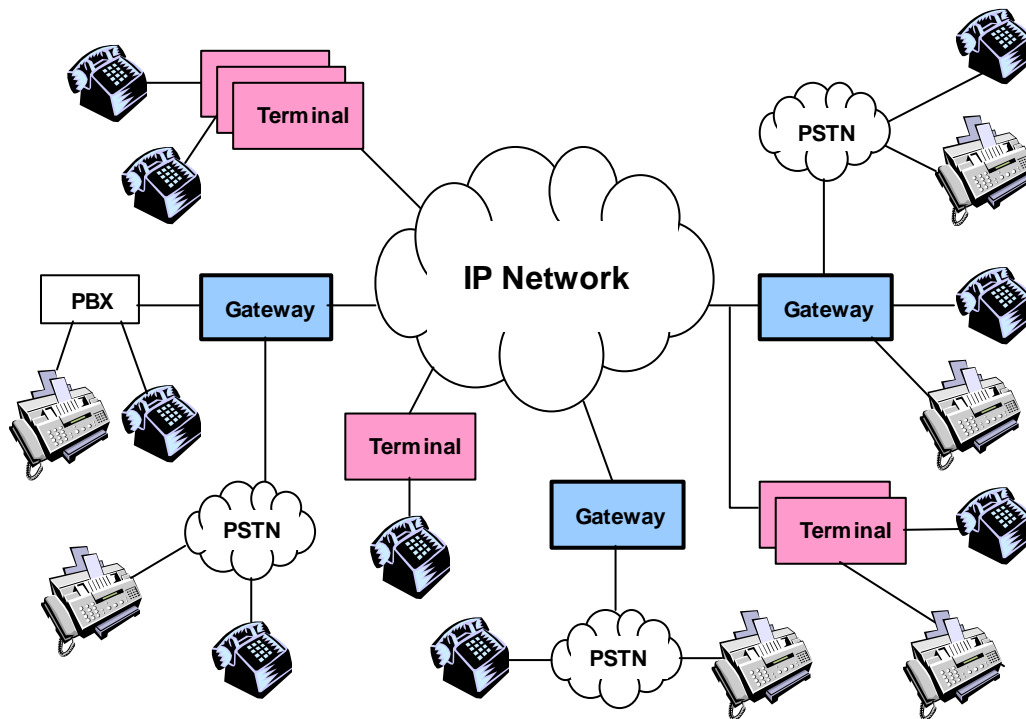 Terminal
PSTN
IP Network
PBX
Gateway
Gateway
Terminal
Gateway
Terminal
PSTN
PSTN